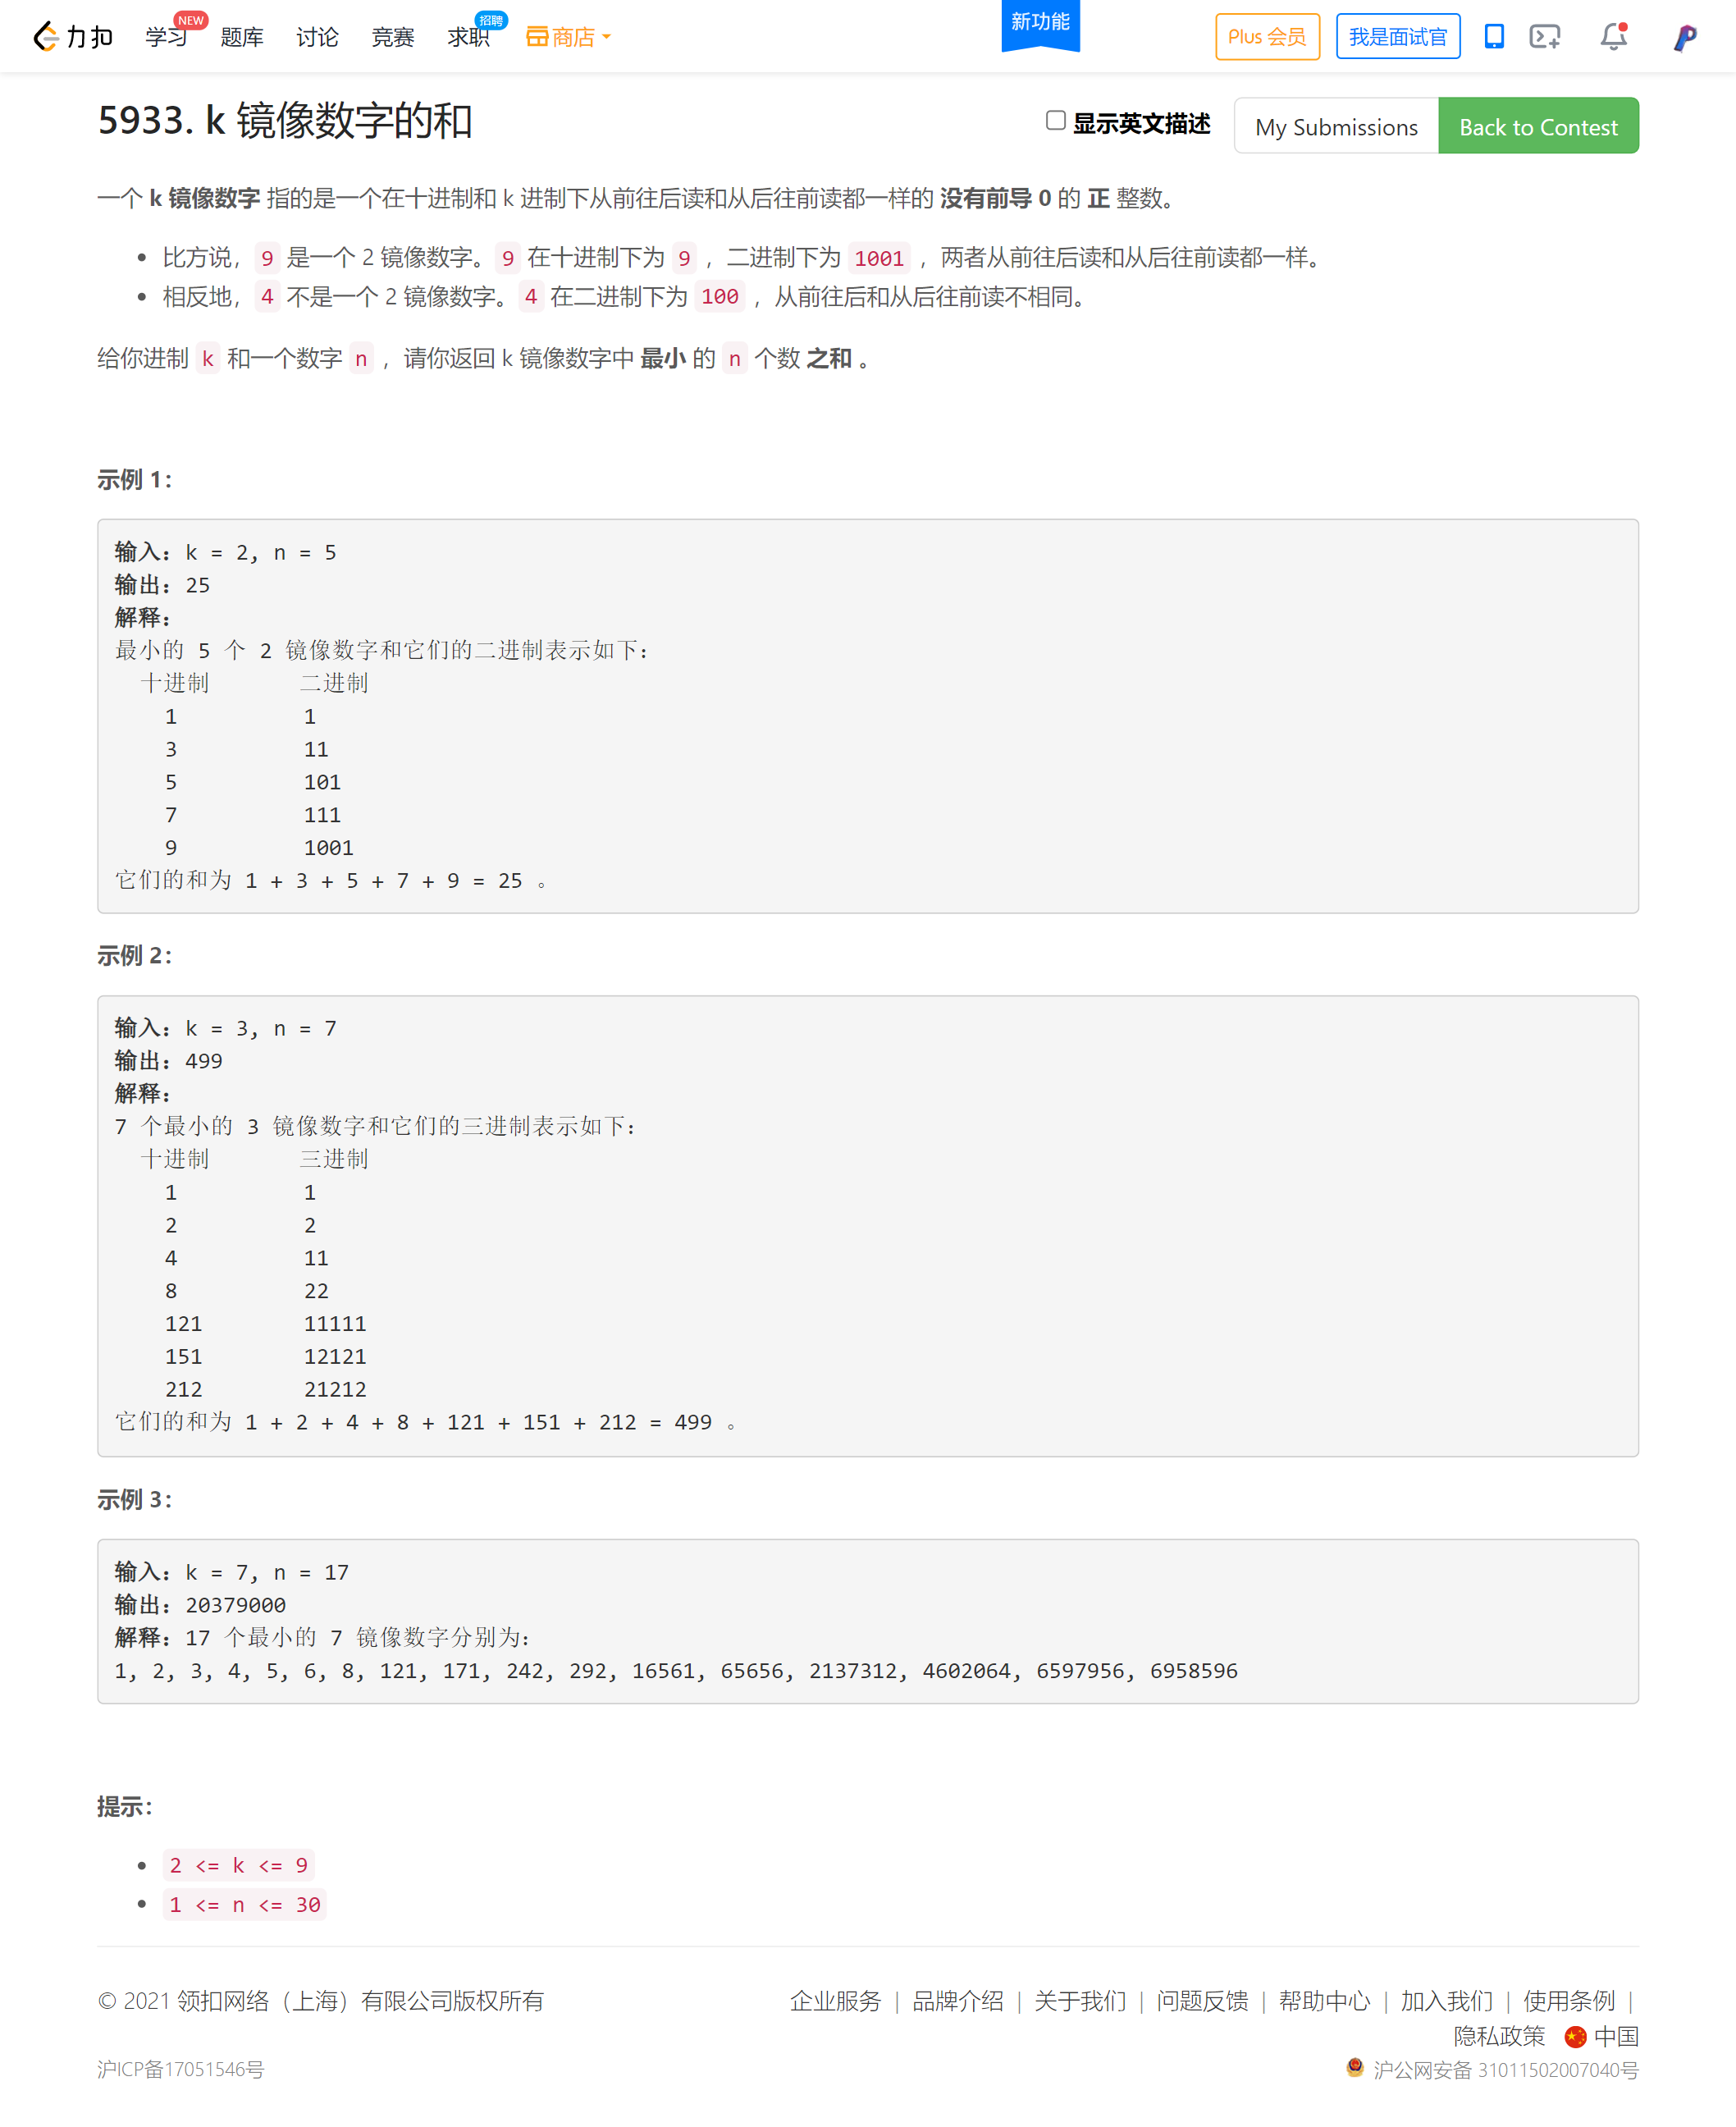 力扣 学习 NEW 题库 讨论 竞赛 求职 招聘 商店 新功能 Plus 会员 我是面试官
5933. k 镜像数字的和
显示英文描述 My Submissions Back to Contest
一个 k 镜像数字 指的是一个在十进制和 k 进制下从前往后读和从后往前读都一样的 没有前导 0 的 正 整数。
比方说，9 是一个 2 镜像数字。9 在十进制下为 9 ，二进制下为 1001 ，两者从前往后读和从后往前读都一样。
相反地，4 不是一个 2 镜像数字。4 在二进制下为 100 ，从前往后和从后往前读不相同。
给你进制 k 和一个数字 n ，请你返回 k 镜像数字中 最小 的 n 个数 之和 。
示例 1：
输入：k = 2, n = 5
输出：25
解释：
最小的 5 个 2 镜像数字和它们的二进制表示如下：
十进制 二进制
1 1
3 11
5 101
7 111
9 1001
它们的和为 1 + 3 + 5 + 7 + 9 = 25 。
示例 2：
输入：k = 3, n = 7
输出：499
解释：
7 个最小的 3 镜像数字和它们的三进制表示如下：
十进制 三进制
1 1
2 2
4 11
8 22
121 11111
151 12121
212 21212
它们的和为 1 + 2 + 4 + 8 + 121 + 151 + 212 = 499 。
示例 3：
输入：k = 7, n = 17
输出：20379000
解释：17 个最小的 7 镜像数字分别为：
1, 2, 3, 4, 5, 6, 8, 121, 171, 242, 292, 16561, 65656, 2137312, 4602064, 6597956, 6958596
提示：
2 <= k <= 9
1 <= n <= 30
© 2021 领扣网络（上海）有限公司版权所有
企业服务 | 品牌介绍 | 关于我们 | 问题反馈 | 帮助中心 | 加入我们 | 使用条例 |
隐私政策 中国
沪ICP备17051546号
沪公网安备 31011502007040号